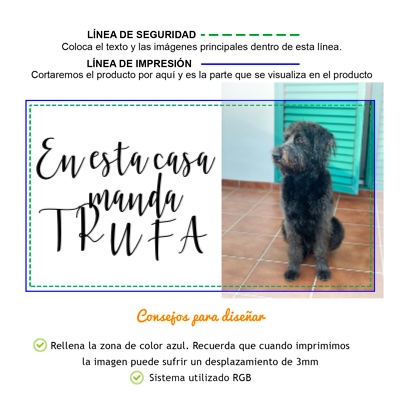 LÍNEA DE SEGURIDAD
Coloca el texto y las imágenes principales dentro de esta línea.
LÍNEA DE IMPRESIÓN
Cortaremos el producto por aquí y es la parte que se visualiza en el producto
En esta casa
manda
TRUFA
Consejos para diseñar
Rellena la zona de color azul. Recuerda que cuando imprimimos
la imagen puede sufrir un desplazamiento de 3mm
Sistema utilizado RGB